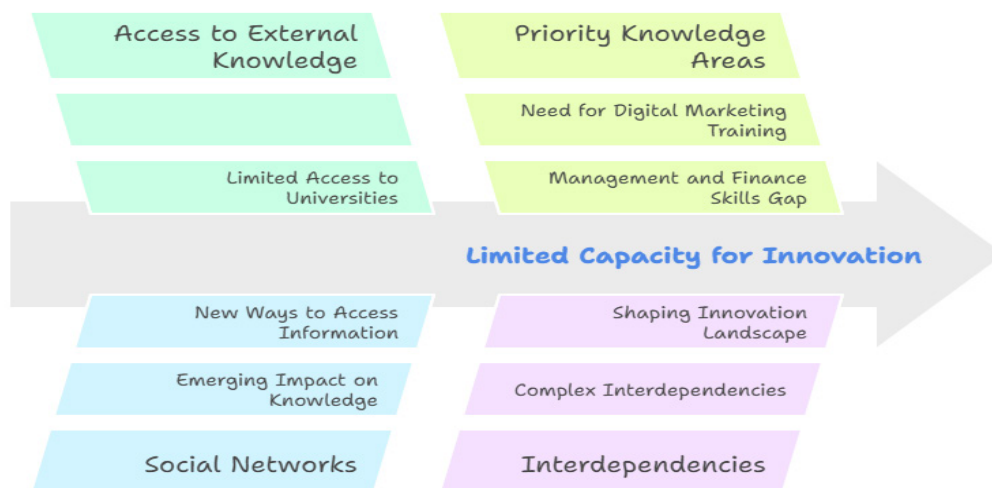 Access to External
Knowledge
Limited Access to
Universities
Priority Knowledge
Areas
Need for Digital Marketing
Training
Management and Finance
Skills Gap
Limited Capacity for Innovation
New Ways to Access
Information
Emerging Impact on
Knowledge
Social Networks
Shaping Innovation
Landscape
Complex Interdependencies
Interdependencies